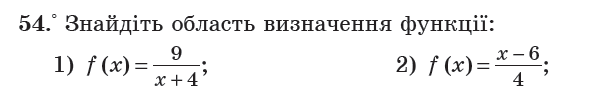 54.° Знайдіть область визначення функції:
1) f (x) = 9/(x + 4); 2) f (x) = (x – 6)/4;